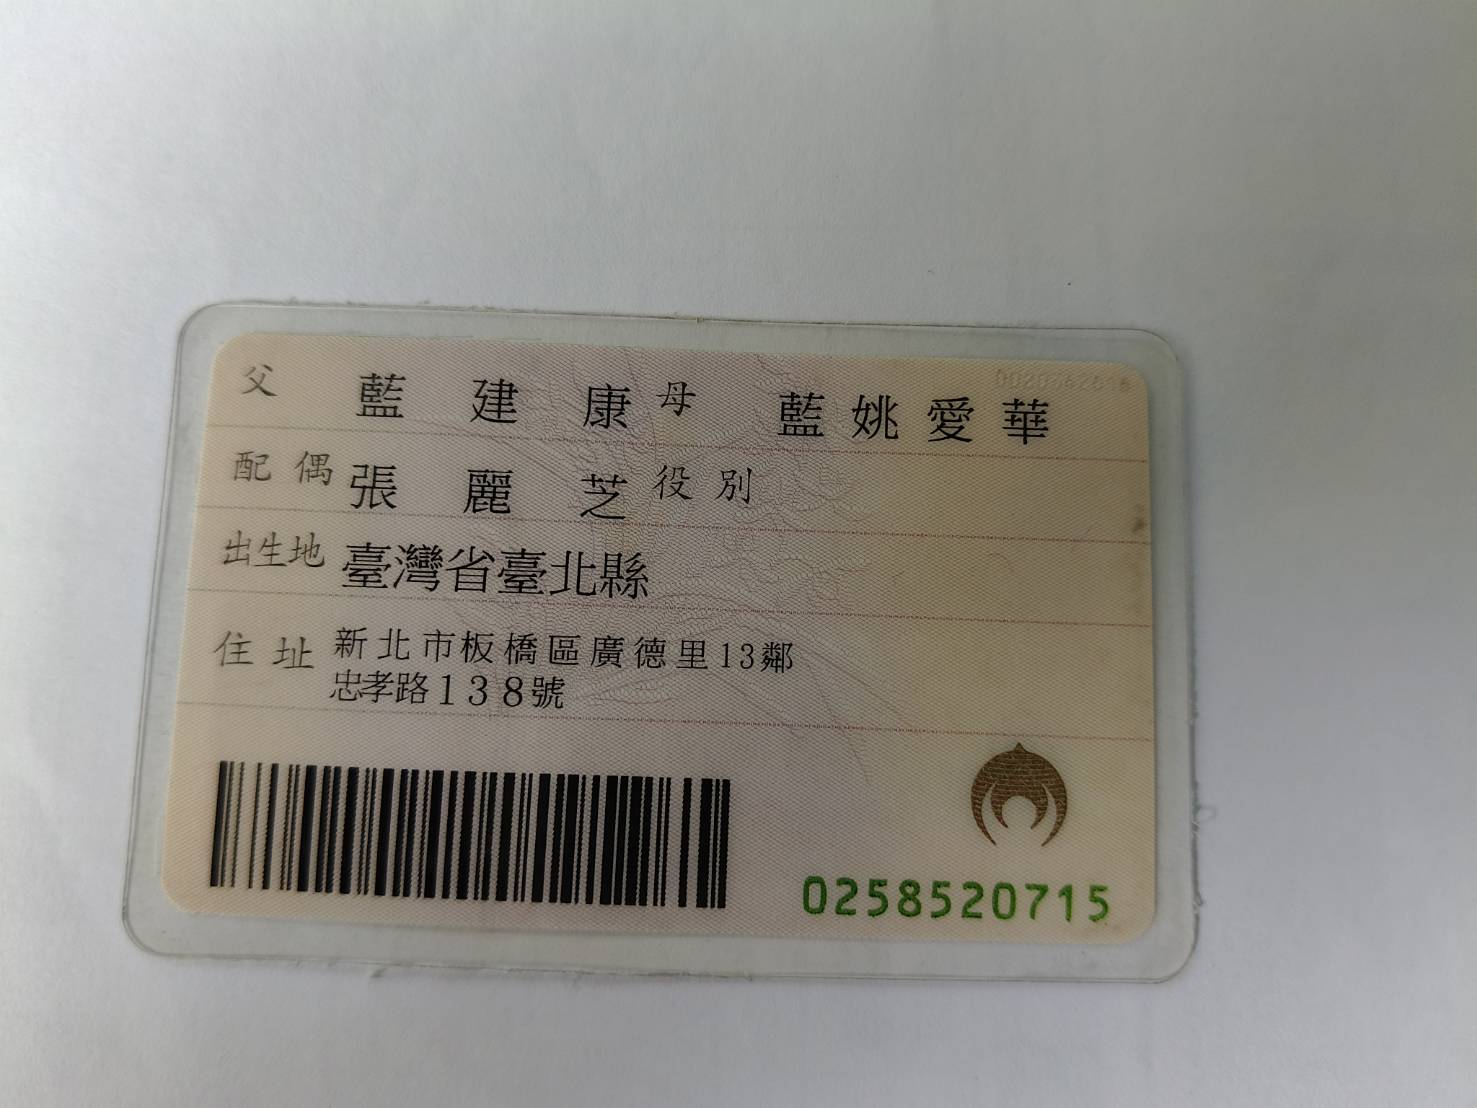 父 藍建康 母 藍姚愛華
配偶 張麗芝 役別
出生地 臺灣省臺北縣
住址 新北市板橋區廣德里13鄰
忠孝路138號
0258520715